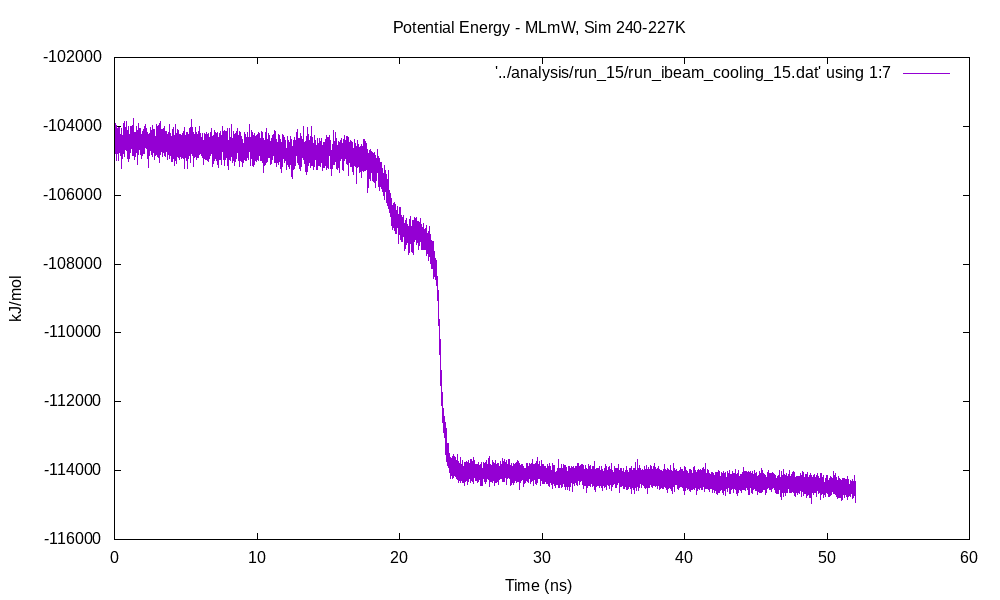 Potential Energy - MLmW, Sim 240-227K
'../analysis/run_15/run_ibeam_cooling_15.dat' using 1:7
-102000
-104000
-106000
-108000
-110000
-112000
-114000
-116000
kJ/mol
0 10 20 30 40 50 60
Time (ns)